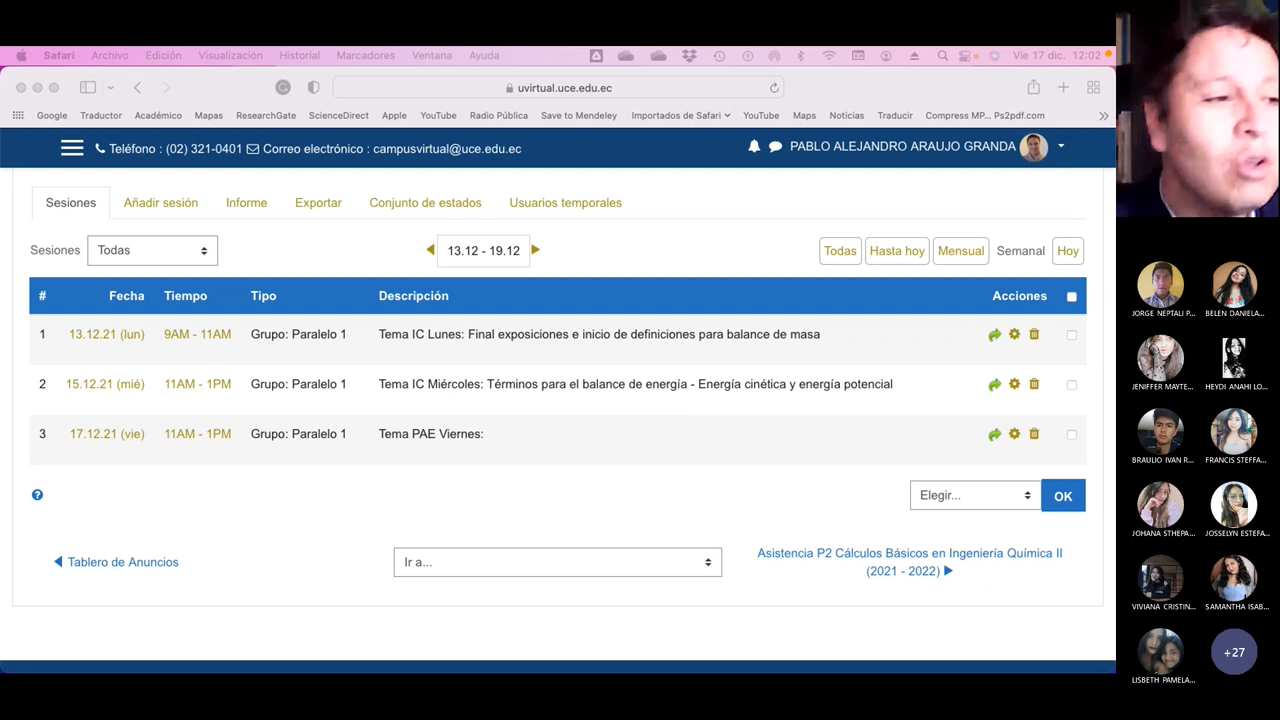 Safari Archivo Edición Visualización Historial Marcadores Ventana Ayuda Vie 17 dic. 12:02
uvirtual.uce.edu.ec
Google Traductor Académico Mapas ResearchGate ScienceDirect Apple YouTube Radio Pública Save to Mendeley Importados de Safari YouTube Maps Noticias Traducir Compress MP... Ps2pdf.com
Teléfono : (02) 321-0401 Correo electrónico : campusvirtual@uce.edu.ec PABLO ALEJANDRO ARAUJO GRANDA
Sesiones Añadir sesión Informe Exportar Conjunto de estados Usuarios temporales
Sesiones Todas 13.12 - 19.12 Todas Hasta hoy Mensual Semanal Hoy
# Fecha Tiempo Tipo Descripción Acciones
1 13.12.21 (lun) 9AM - 11AM Grupo: Paralelo 1 Tema IC Lunes: Final exposiciones e inicio de definiciones para balance de masa
2 15.12.21 (mié) 11AM - 1PM Grupo: Paralelo 1 Tema IC Miércoles: Términos para el balance de energía - Energía cinética y energía potencial
3 17.12.21 (vie) 11AM - 1PM Grupo: Paralelo 1 Tema PAE Viernes:
? Elegir... OK
Tablero de Anuncios Ir a... Asistencia P2 Cálculos Básicos en Ingeniería Química II
(2021 - 2022)
JORGE NEPTALI P... BELEN DANIELA...
JENIFFER MAYTE... HEYDI ANAHI LO...
BRAULIO IVAN R... FRANCIS STEFFA...
JOHANA STHEPA... JOSSELYN ESTEFA...
VIVIANA CRISTIN... SAMANTHA ISAB...
LISBETH PAMELA... +27